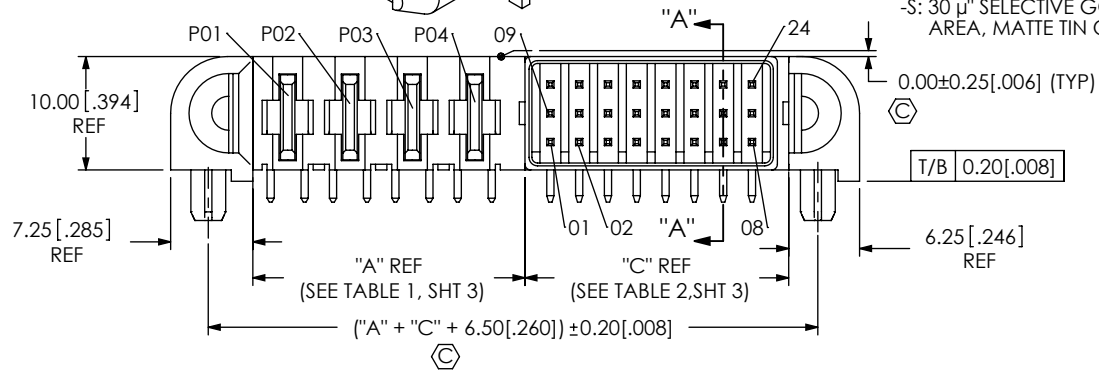 -S: 30 µ" SELECTIVE
AREA, MATTE TIN
"A"
P01
P02
P03
P04
09
24
0.00±0.25[.006] (TYP)
C
10.00 [.394]
REF
T/B 0.20[.008]
01
02
"A"
08
7.25 [.285]
REF
6.25 [.246]
REF
"A" REF
(SEE TABLE 1, SHT 3)
"C" REF
(SEE TABLE 2,SHT 3)
("A" + "C" + 6.50[.260]) ±0.20[.008]
C